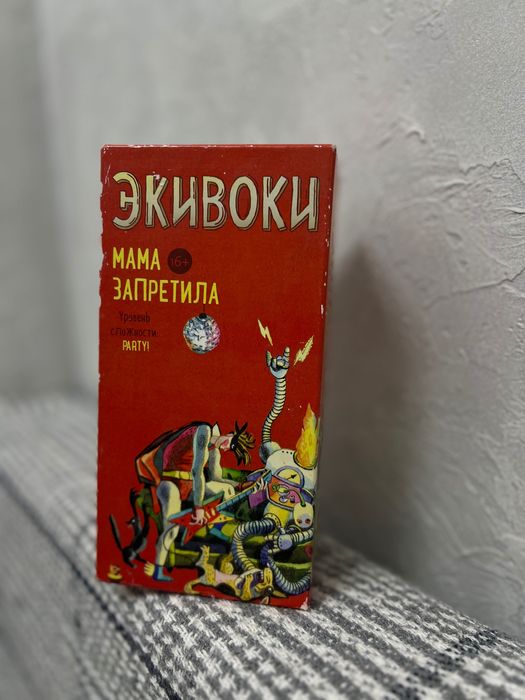 ЭКИВОКИ
МАМА 16+
ЗАПРЕТИЛА
Уровень
сложности:
PARTY!